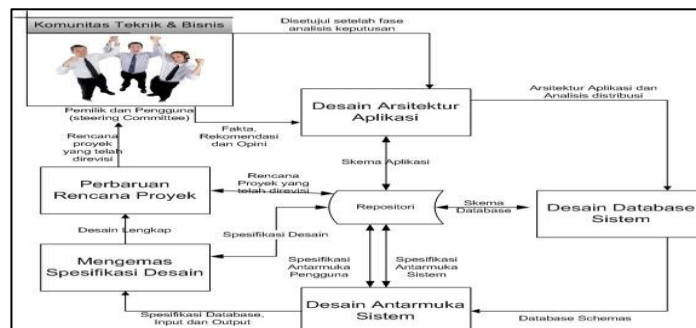 Komunitas Teknik & Bisnis
Disetujui setelah fase
analisis keputusan
Pemilik dan Pengguna
(steering Committee)
Desain Arsitektur
Aplikasi
Arsitektur Aplikasi dan
Analisis distribusi
Rencana
proyek
yang telah
direvisi
Fakta,
Rekomendasi
dan Opini
Skema Aplikasi
Perbaruan
Rencana Proyek
Rencana
Proyek yang
telah direvisi
Repositori
Skema
Database
Desain Database
Sistem
Desain Lengkap
Spesifikasi Desain
Mengemas
Spesifikasi Desain
Spesifikasi
Antarmuka
Pengguna
Spesifikasi
Antarmuka
Sistem
Spesifikasi Database,
Input dan Output
Desain Antarmuka
Sistem
Database Schemas